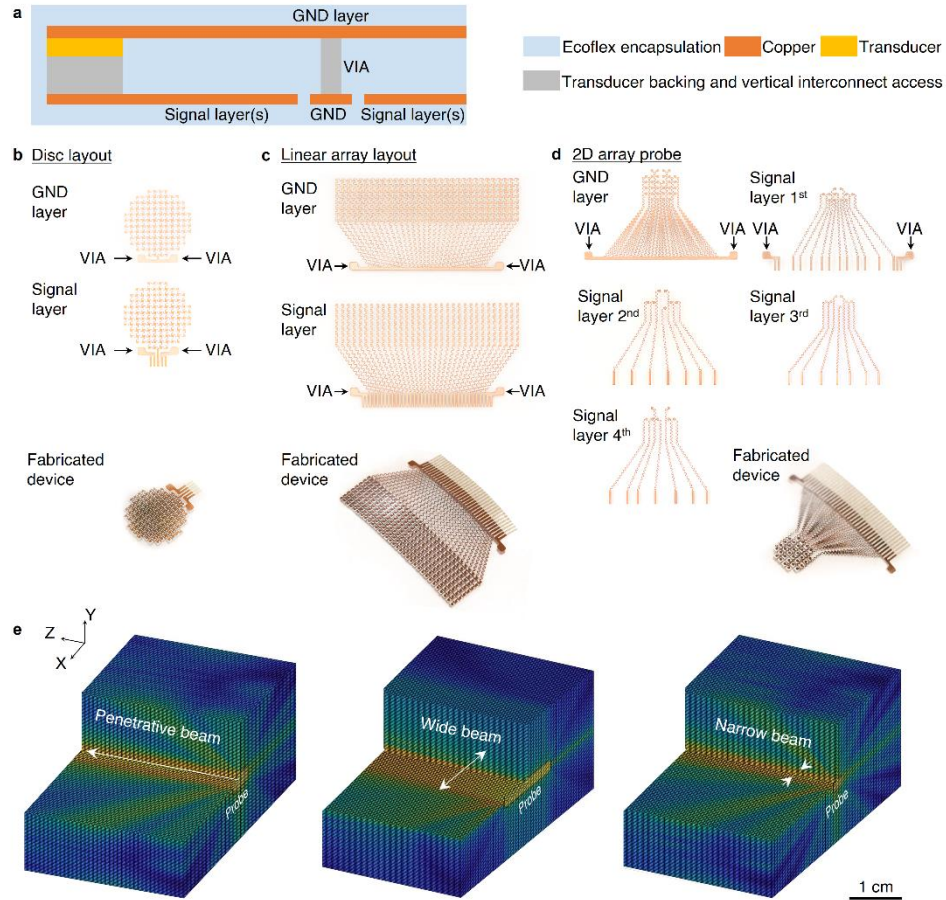 a
GND layer
VIA
Signal layer(s)
GND
Signal layer(s)
Ecoflex encapsulation
Copper
Transducer
Transducer backing and vertical interconnect access
b Disc layout
GND
layer
VIA
VIA
Signal
layer
VIA
VIA
Fabricated
device
c Linear array layout
GND
layer
VIA
VIA
Signal
layer
VIA
VIA
Fabricated
device
d 2D array probe
GND
layer
VIA
VIA
Signal
layer 1st
VIA
VIA
Signal
layer 2nd
Signal
layer 3rd
Signal
layer 4th
Fabricated
device
e
Y
Z
X
Penetrative beam
Probe
Wide beam
Probe
Narrow beam
Probe
1 cm